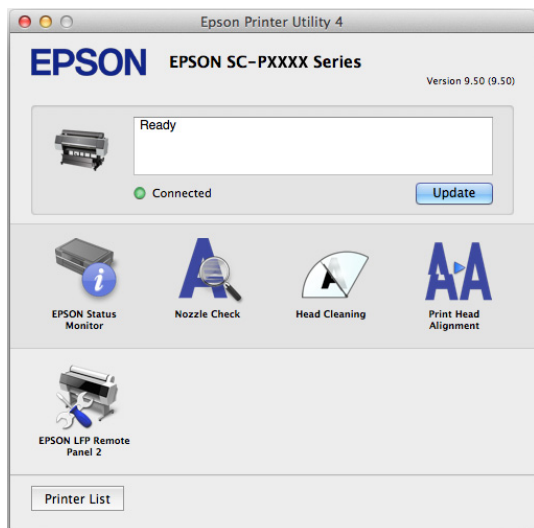 Epson Printer Utility 4
EPSON
EPSON SC-PXXXX Series
Version 9.50 (9.50)
Ready
Connected
Update
EPSON Status
Monitor
Nozzle Check
Head Cleaning
Print Head
Alignment
EPSON LFP Remote
Panel 2
Printer List